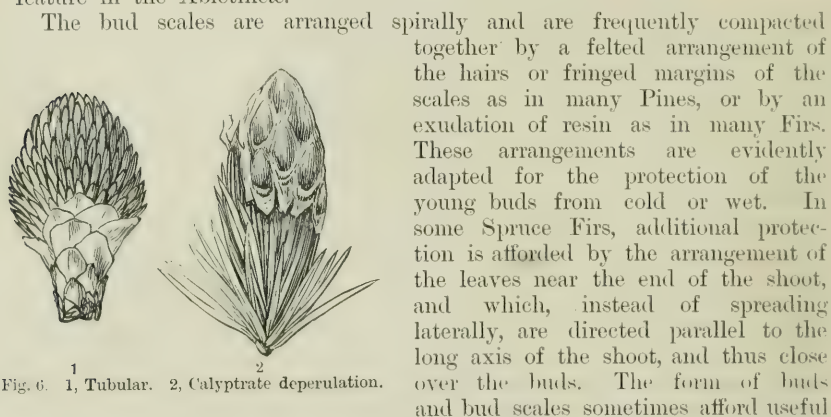 The bud scales are arranged spirally and are frequently compacted
together by a felted arrangement of
the hairs or fringed margins of the
scales as in many Pines, or by an
exudation of resin as in many Firs.
These arrangements are evidently
adapted for the protection of the
young buds from cold or wet. In
some Spruce Firs, additional protec-
tion is afforded by the arrangement of
the leaves near the end of the shoot,
and which, instead of spreading
laterally, are directed parallel to the
long axis of the shoot, and thus close
over the buds. The form of buds
and bud scales sometimes afford useful
1 2
Fig. 6. 1, Tubular. 2, Calyptrate deperulation.